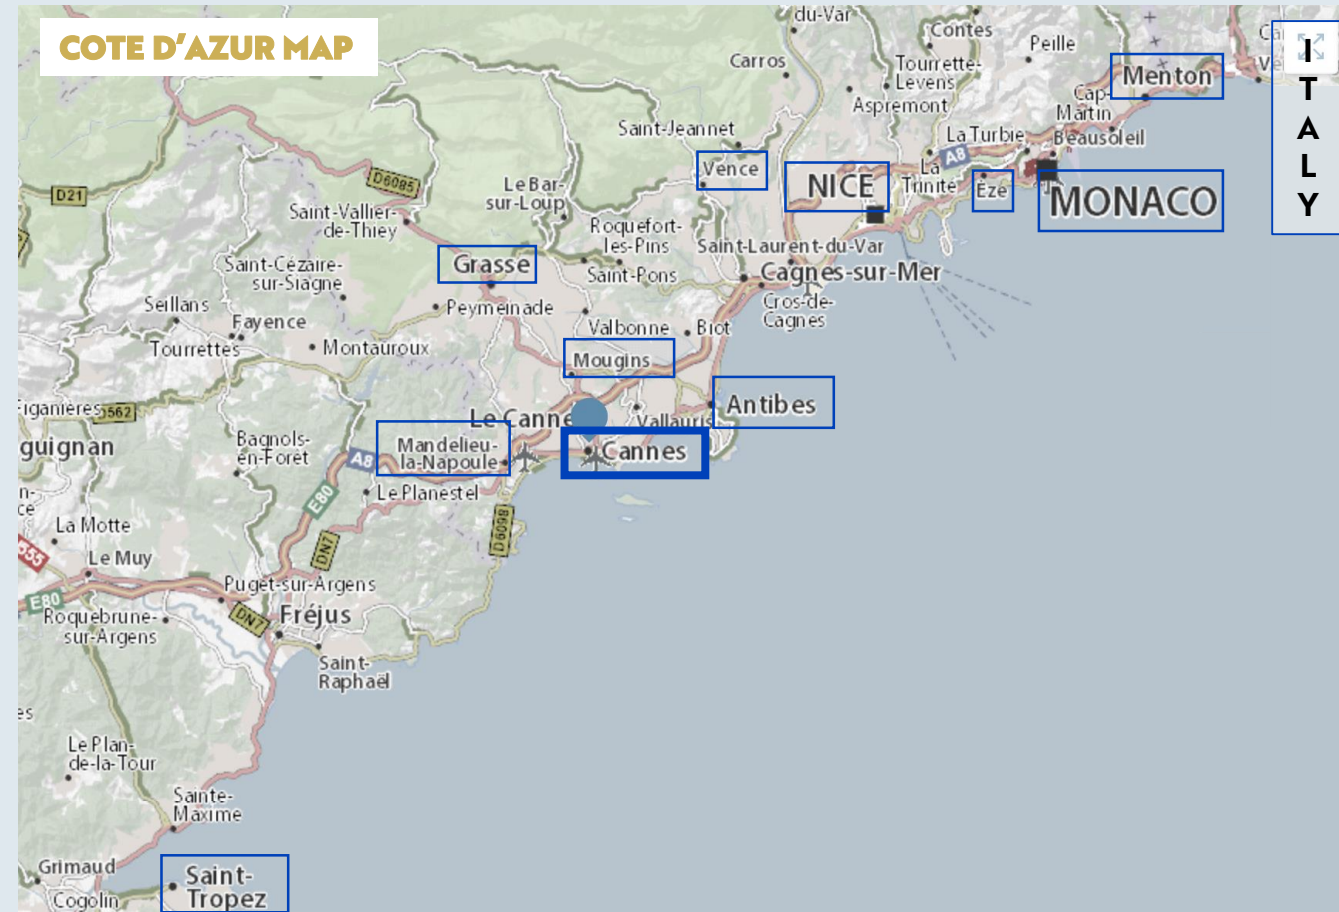 COTE D'AZUR MAP
du-Var
Contes
Peille
Carros
Tourrette-
Levens
Aspremont
Menton
Cap-
Martin
Beausoleil
La Turbie
A8
La
Trinité
Èze
MONACO
I
T
A
L
Y
Saint-Jeannet
Vence
NICE
D21
D6085
Le Bar-
sur-Loup
Saint-Vallier-
de-Thiey
Roquefort-
les-Pins
Saint-Pons
Saint-Laurent-du-Var
Cagnes-sur-Mer
Cros-de-
Cagnes
Grasse
Saint-Cézaire-
sur-Siagne
Peymeinade
Seillans
Fayence
Tourrettes
Montauroux
Valbonne
Biot
Mougins
Antibes
Vallauris
Cannes
Mandelieu-
la-Napoule
Figanières
D562
guignan
Bagnols-
en-Forêt
A8
E80
Le Planestel
D6098
DN7
La Motte
Le Muy
E80
Puget-sur-Argens
DN7
Roquebrune-
sur-Argens
Fréjus
Saint-
Raphaël
Le Plan-
de-la-Tour
Sainte-
Maxime
Grimaud
Cogolin
Saint-
Tropez